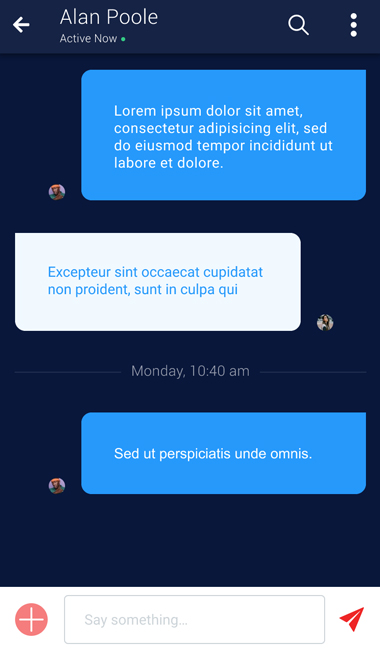 Alan Poole
Active Now
Lorem ipsum dolor sit amet,
consectetur adipisicing elit, sed
do eiusmod tempor incididunt ut
labore et dolore.
Excepteur sint occaecat cupidatat
non proident, sunt in culpa qui
Monday, 10:40 am
Sed ut perspiciatis unde omnis.
Say something...